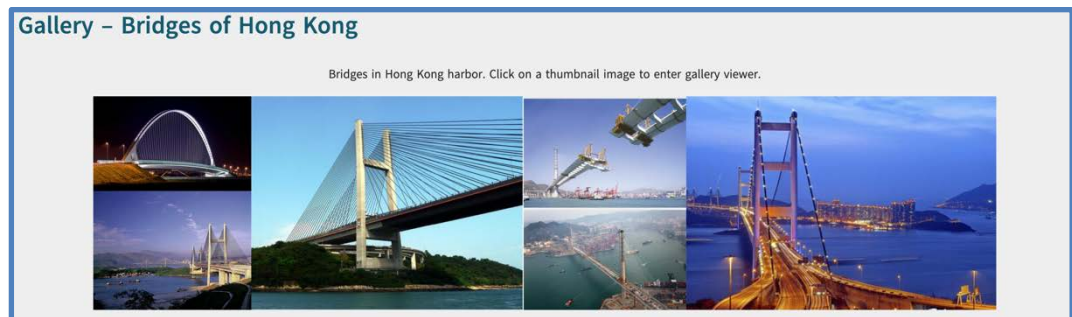 Gallery – Bridges of Hong Kong
Bridges in Hong Kong harbor. Click on a thumbnail image to enter gallery viewer.